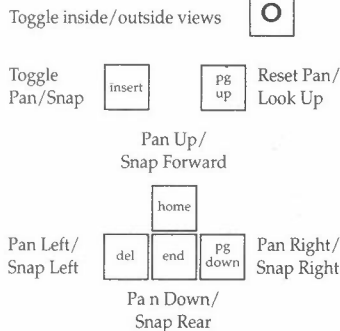 Toggle inside/outside views O
Toggle
Pan/Snap
insert
pg
up
Reset Pan/
Look Up
Pan Up/
Snap Forward
home
Pan Left/
Snap Left
del
end
pg
down
Pan Right/
Snap Right
Pa n Down/
Snap Rear